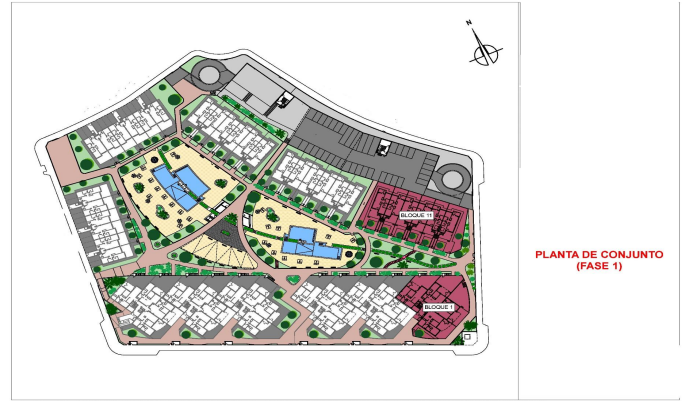 N
BLOQUE 11
PLANTA DE CONJUNTO
(FASE 1)
BLOQUE 1